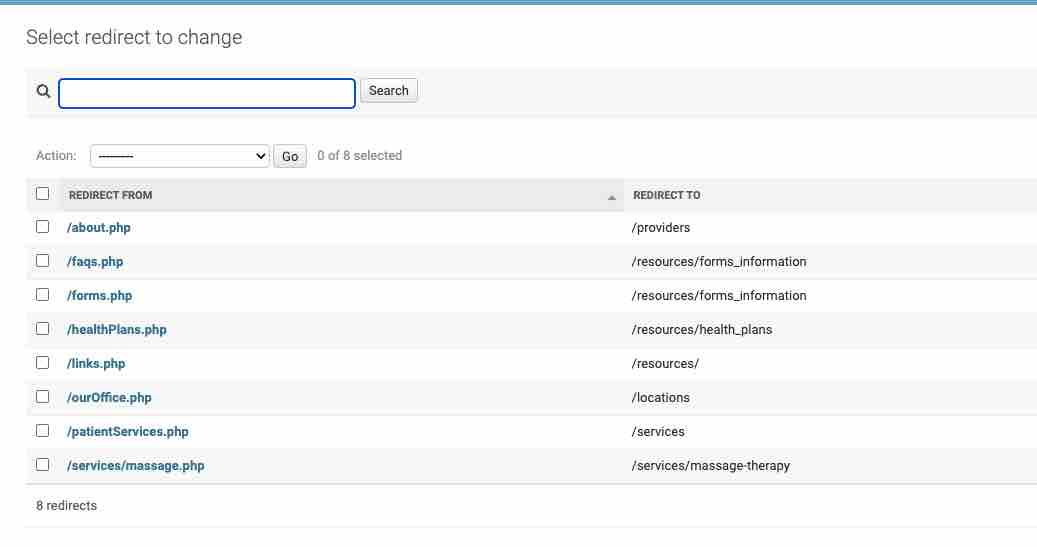 Select redirect to change
Search
Action: --------- Go 0 of 8 selected
REDIRECT FROM REDIRECT TO
/about.php /providers
/faqs.php /resources/forms_information
/forms.php /resources/forms_information
/healthPlans.php /resources/health_plans
/links.php /resources/
/ourOffice.php /locations
/patientServices.php /services
/services/massage.php /services/massage-therapy
8 redirects